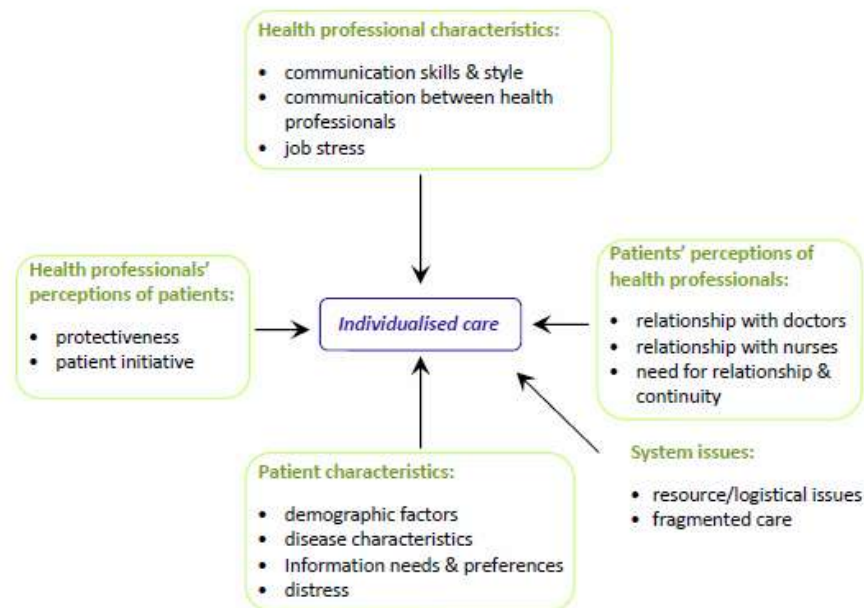 Health professional characteristics:
• communication skills & style
• communication between health
professionals
• job stress
Health professionals'
perceptions of patients:
• protectiveness
• patient initiative
Individualised care
Patients' perceptions of
health professionals:
• relationship with doctors
• relationship with nurses
• need for relationship &
continuity
Patient characteristics:
• demographic factors
• disease characteristics
• Information needs & preferences
• distress
System issues:
• resource/logistical issues
• fragmented care